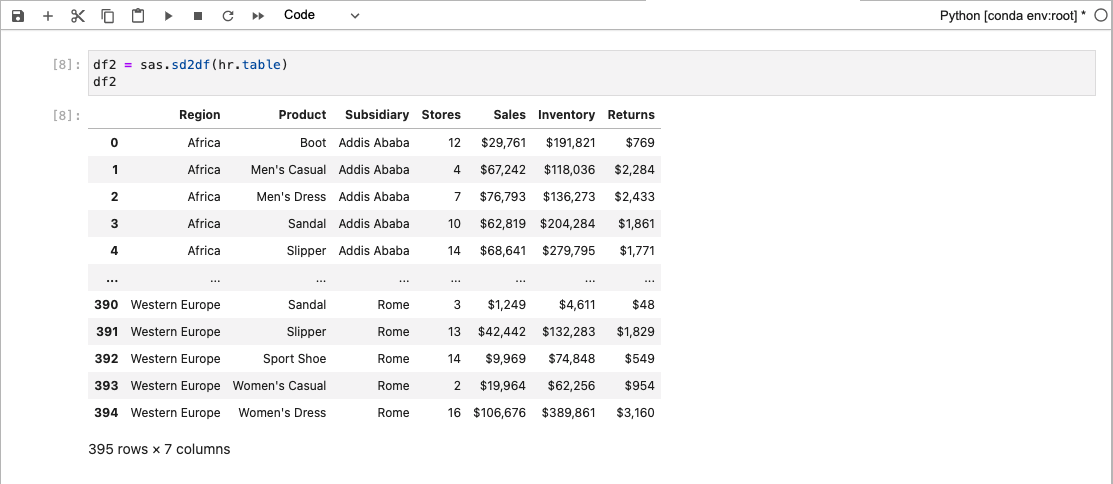 Code
Python [conda env:root] *
[8]: df2 = sas.sd2df(hr.table)
df2
[8]: Region Product Subsidiary Stores Sales Inventory Returns
0 Africa Boot Addis Ababa 12 $29,761 $191,821 $769
1 Africa Men's Casual Addis Ababa 4 $67,242 $118,036 $2,284
2 Africa Men's Dress Addis Ababa 7 $76,793 $136,273 $2,433
3 Africa Sandal Addis Ababa 10 $62,819 $204,284 $1,861
4 Africa Slipper Addis Ababa 14 $68,641 $279,795 $1,771
... ... ... ... ... ... ... ...
390 Western Europe Sandal Rome 3 $1,249 $4,611 $48
391 Western Europe Slipper Rome 13 $42,442 $132,283 $1,829
392 Western Europe Sport Shoe Rome 14 $9,969 $74,848 $549
393 Western Europe Women's Casual Rome 2 $19,964 $62,256 $954
394 Western Europe Women's Dress Rome 16 $106,676 $389,861 $3,160
395 rows × 7 columns